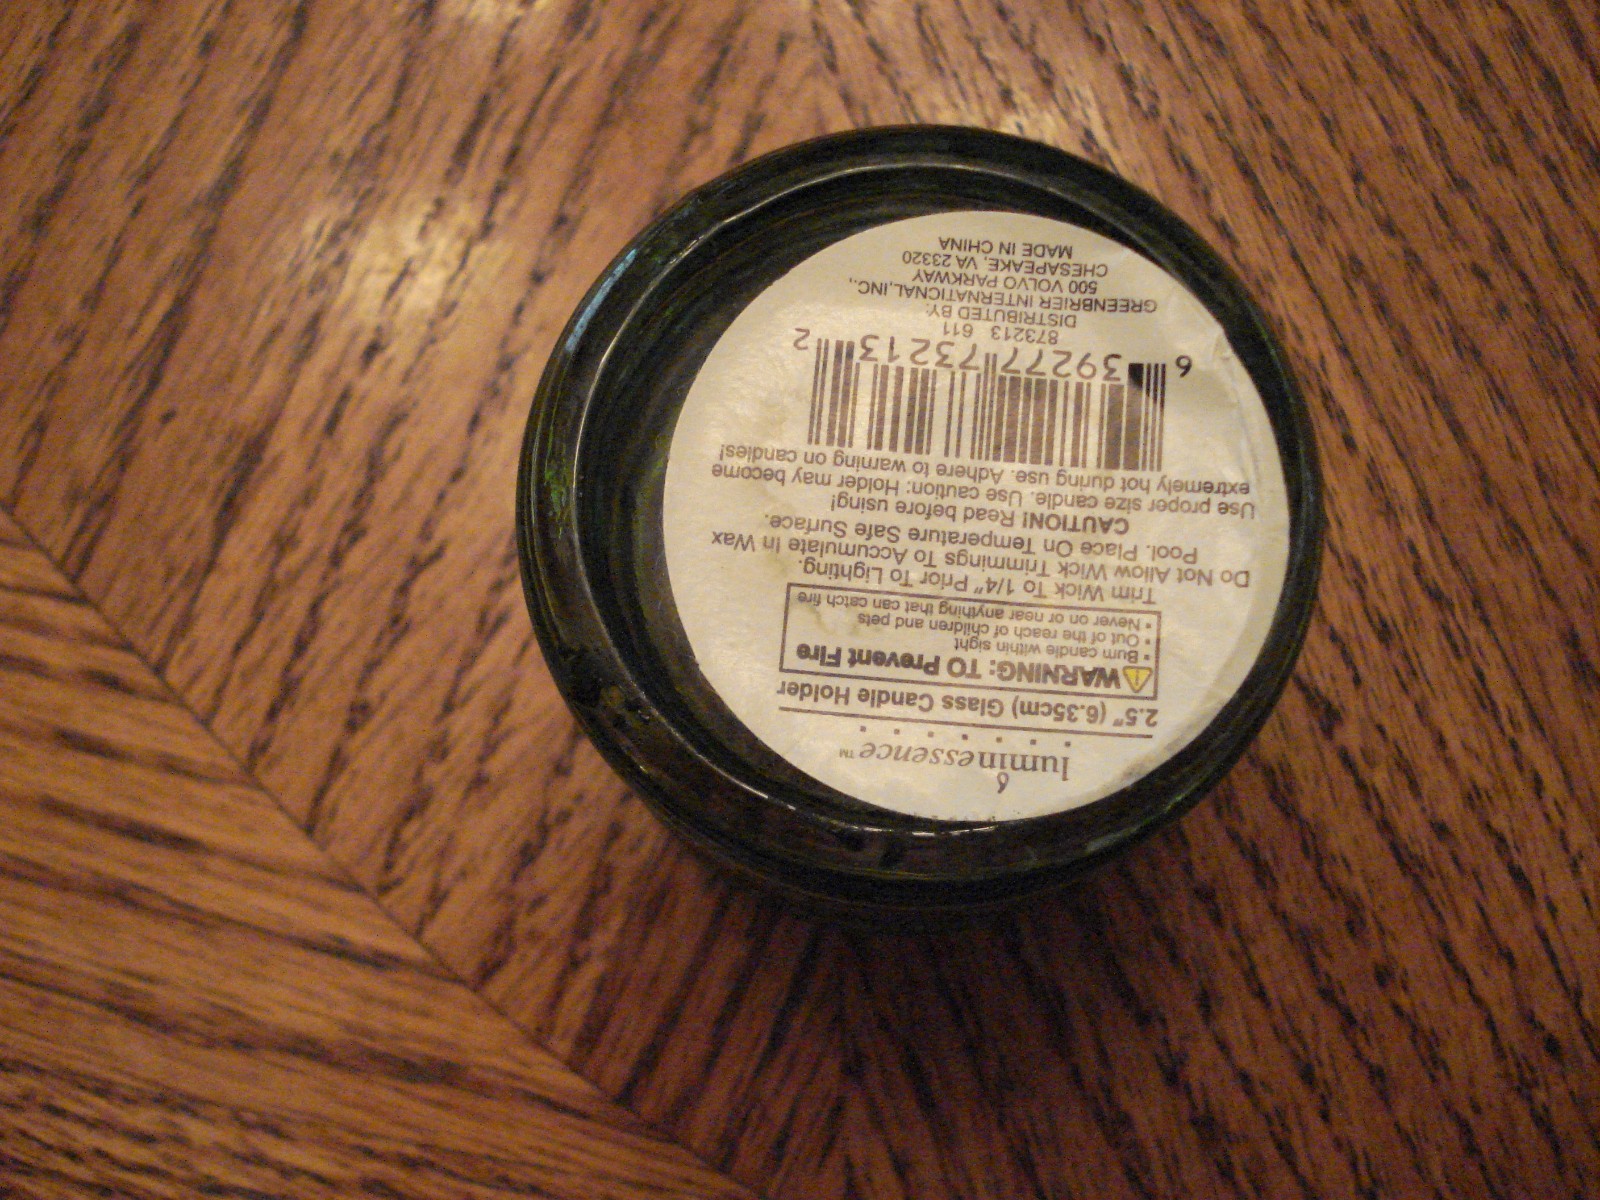 luminessence™
2.5" (6.35cm) Glass Candle Holder
WARNING: TO Prevent Fire
• Burn candle within sight
• Out of the reach of children and pets
• Never on or near anything that can catch fire
Trim Wick To 1/4" Prior To Lighting.
Do Not Allow Wick Trimmings To Accumulate In Wax
Pool. Place On Temperature Safe Surface.
CAUTION! Read before using!
Use proper size candle. Use caution: Holder may become
extremely hot during use. Adhere to warning on candles!
6 39277 73213 2
873213 611
DISTRIBUTED BY:
GREENBRIER INTERNATIONAL,INC.,
500 VOLVO PARKWAY
CHESAPEAKE, VA 23320
MADE IN CHINA